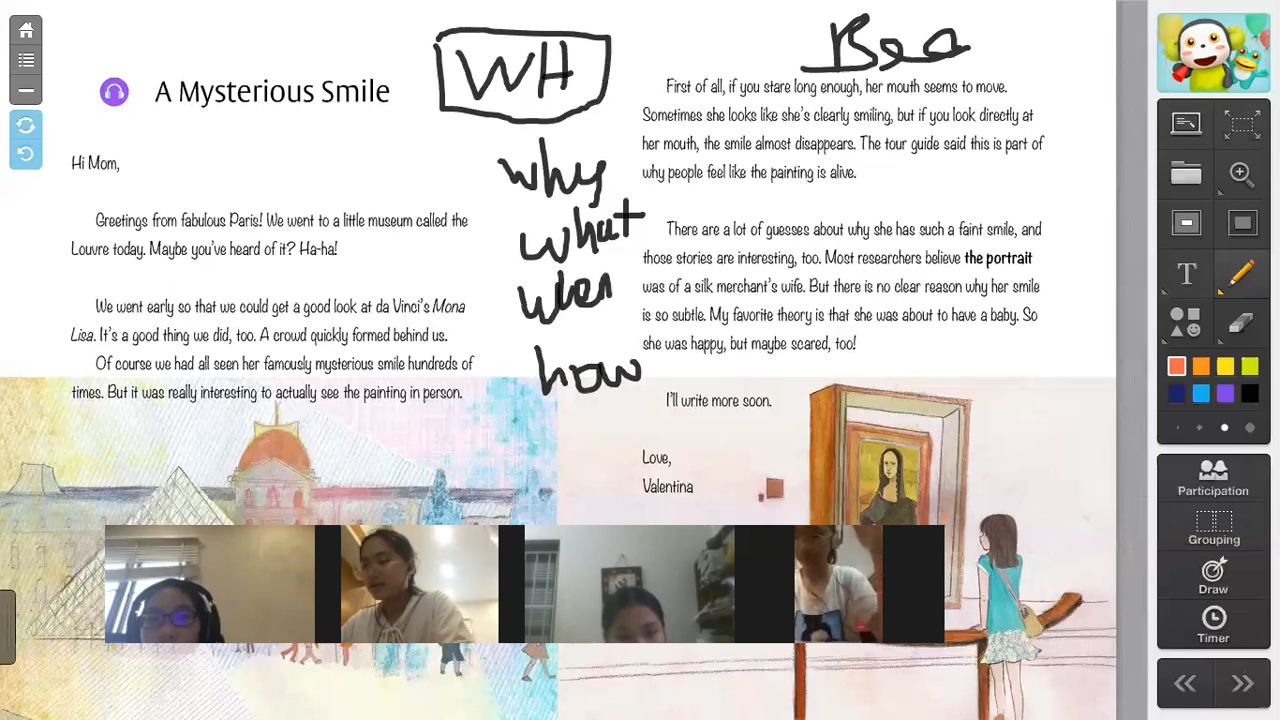 A Mysterious Smile
Hi Mom,
Greetings from fabulous Paris! We went to a little museum called the
Louvre today. Maybe you've heard of it? Ha-ha!
We went early so that we could get a good look at da Vinci's Mona
Lisa. It's a good thing we did, too. A crowd quickly formed behind us.
Of course we had all seen her famously mysterious smile hundreds of
times. But it was really interesting to actually see the painting in person.
WH
why
what
when
how
Bea
First of all, if you stare long enough, her mouth seems to move.
Sometimes she looks like she's clearly smiling, but if you look directly at
her mouth, the smile almost disappears. The tour guide said this is part of
why people feel like the painting is alive.
There are a lot of guesses about why she has such a faint smile, and
those stories are interesting, too. Most researchers believe the portrait
was of a silk merchant's wife. But there is no clear reason why her smile
is so subtle. My favorite theory is that she was about to have a baby. So
she was happy, but maybe scared, too!
I'll write more soon.
Love,
Valentina
T
Participation
Grouping
Draw
Timer